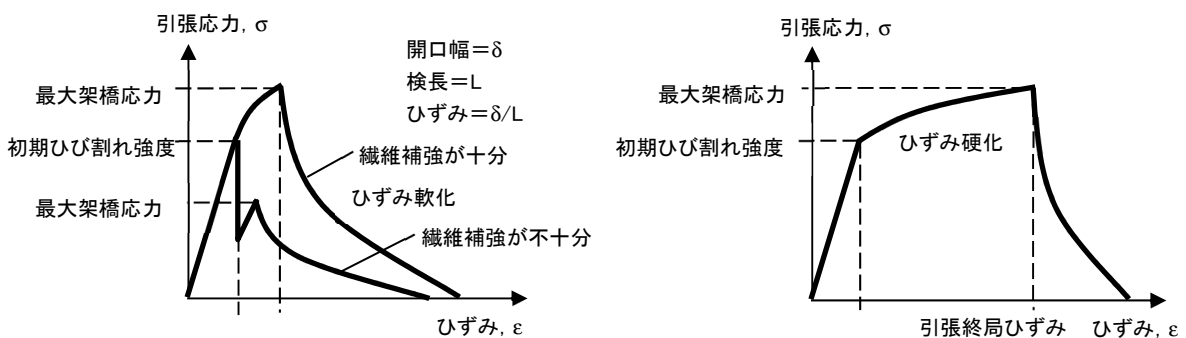 引張応力, σ
開口幅＝δ
検長＝L
ひずみ＝δ/L
最大架橋応力
初期ひび割れ強度
繊維補強が十分
ひずみ軟化
最大架橋応力
繊維補強が不十分
ひずみ, ε
引張応力, σ
最大架橋応力
初期ひび割れ強度
ひずみ硬化
引張終局ひずみ
ひずみ, ε